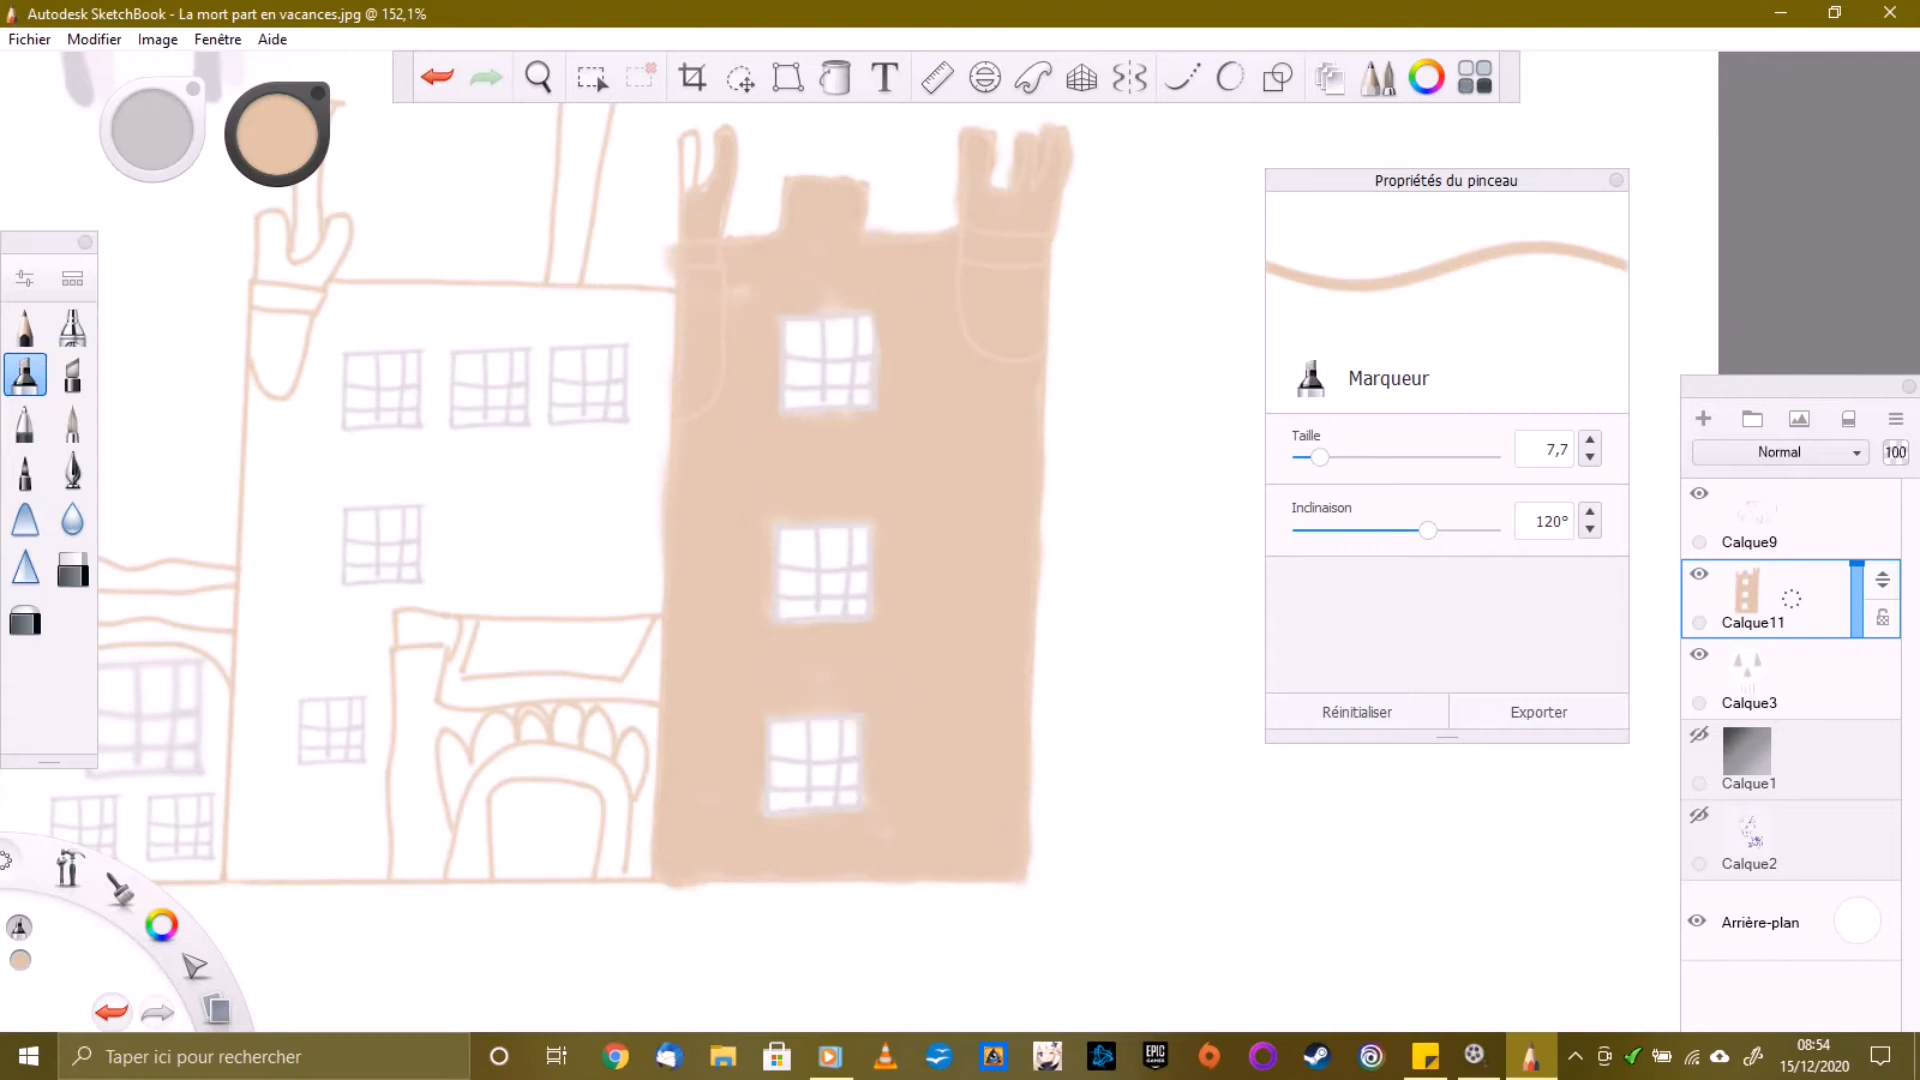 Autodesk SketchBook - La mort part en vacances.jpg @ 152,1%
Fichier Modifier Image Fenêtre Aide
Propriétés du pinceau
Marqueur
Taille 7,7
Inclinaison 120°
Réinitialiser Exporter
Normal 100
Calque9
Calque11
Calque3
Calque1
Calque2
Arrière-plan
Taper ici pour rechercher
EPIC GAMES
08:54
15/12/2020